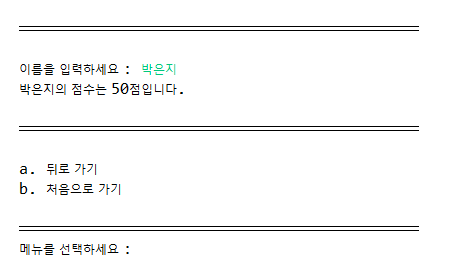 이름을 입력하세요 : 박은지
박은지의 점수는 50점입니다.
a. 뒤로 가기
b. 처음으로 가기
메뉴를 선택하세요 :